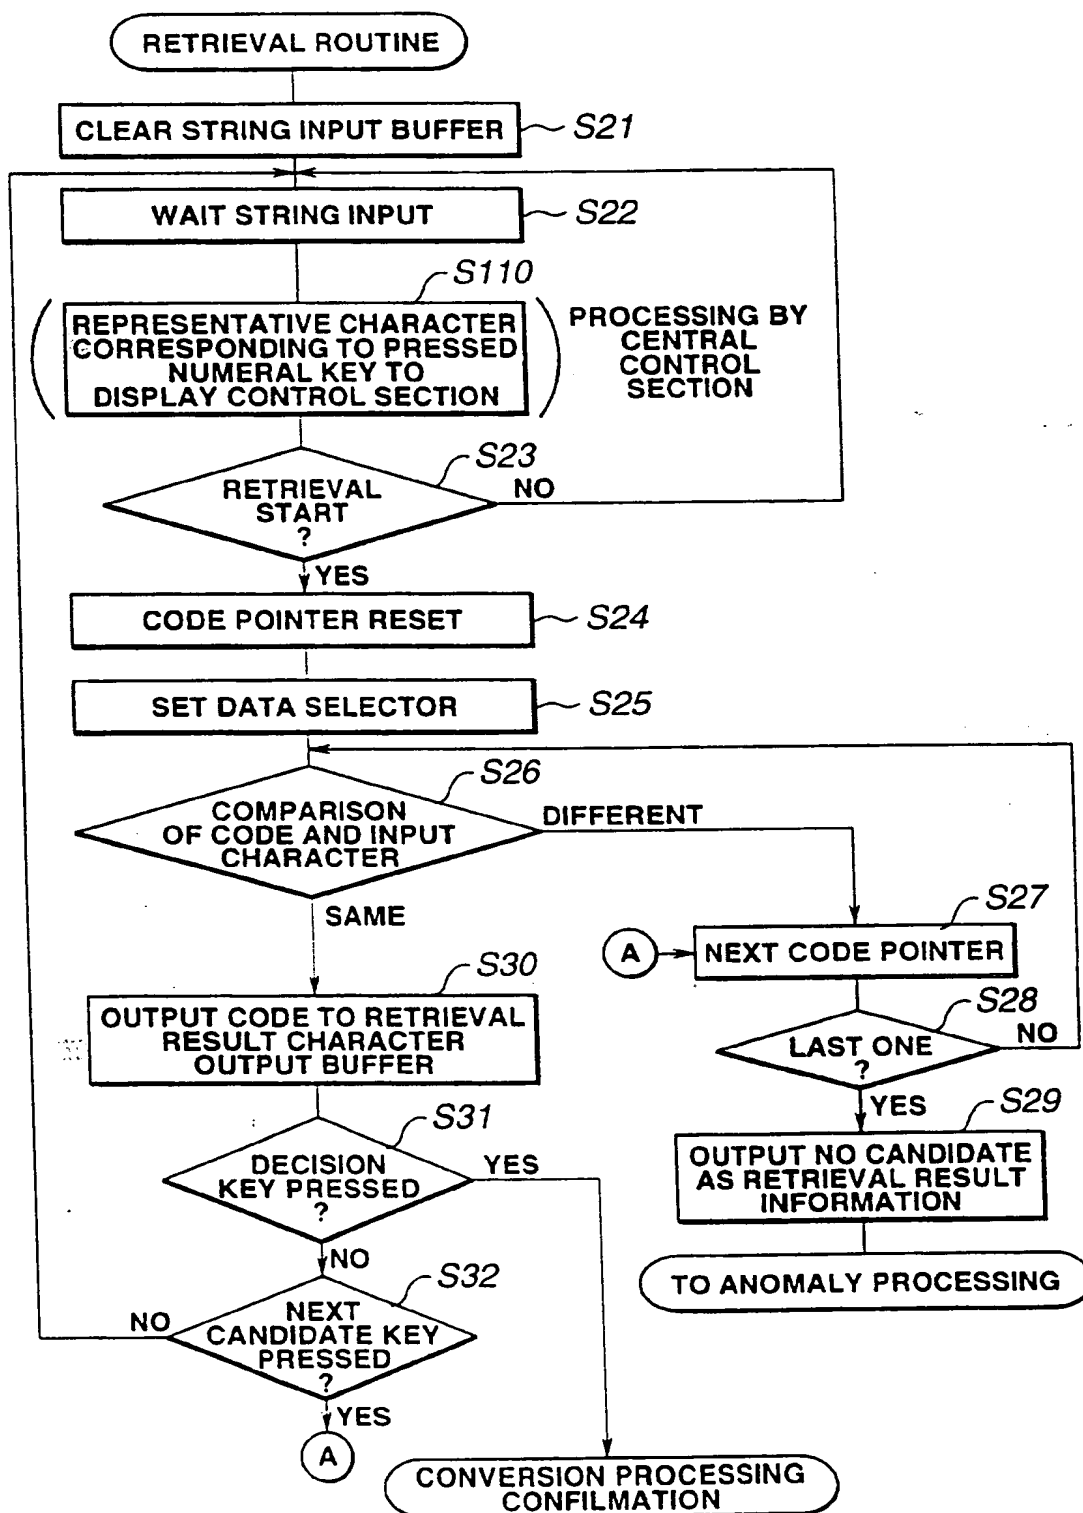 RETRIEVAL ROUTINE
CLEAR STRING INPUT BUFFER
S21
WAIT STRING INPUT
S22
S110
REPRESENTATIVE CHARACTER
CORRESPONDING TO PRESSED
NUMERAL KEY TO
DISPLAY CONTROL SECTION
PROCESSING BY
CENTRAL
CONTROL
SECTION
S23
RETRIEVAL
START
?
NO
YES
CODE POINTER RESET
S24
SET DATA SELECTOR
S25
S26
COMPARISON
OF CODE AND INPUT
CHARACTER
DIFFERENT
SAME
S27
A
NEXT CODE POINTER
S28
LAST ONE
?
NO
YES
S29
OUTPUT NO CANDIDATE
AS RETRIEVAL RESULT
INFORMATION
TO ANOMALY PROCESSING
S30
OUTPUT CODE TO RETRIEVAL
RESULT CHARACTER
OUTPUT BUFFER
S31
DECISION
KEY PRESSED
?
YES
NO
S32
NEXT
CANDIDATE KEY
PRESSED
?
NO
YES
A
CONVERSION PROCESSING
CONFILMATION